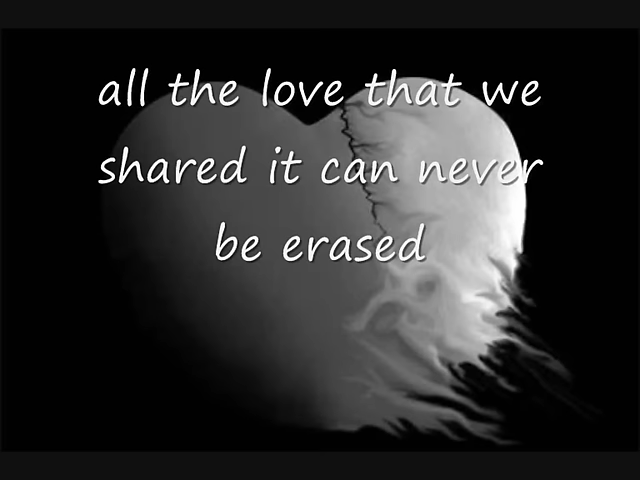 all the love that we
shared it can never
be erased